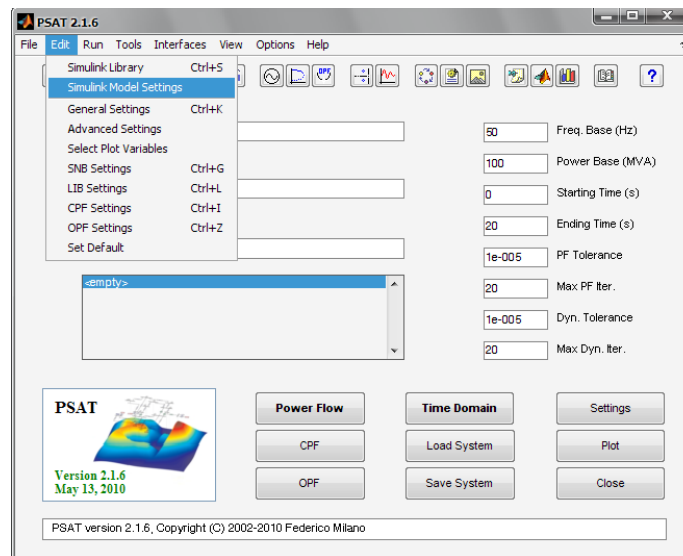 PSAT 2.1.6
File Edit Run Tools Interfaces View Options Help
Simulink Library Ctrl+S
Simulink Model Settings
General Settings Ctrl+K
Advanced Settings
Select Plot Variables
SNB Settings Ctrl+G
LIB Settings Ctrl+L
CPF Settings Ctrl+I
OPF Settings Ctrl+Z
Set Default
OPF
?
50 Freq. Base (Hz)
100 Power Base (MVA)
0 Starting Time (s)
20 Ending Time (s)
1e-005 PF Tolerance
20 Max PF Iter.
1e-005 Dyn. Tolerance
20 Max Dyn. Iter.
<empty>
PSAT
Version 2.1.6
May 13, 2010
Power Flow Time Domain Settings
CPF Load System Plot
OPF Save System Close
PSAT version 2.1.6, Copyright (C) 2002-2010 Federico Milano